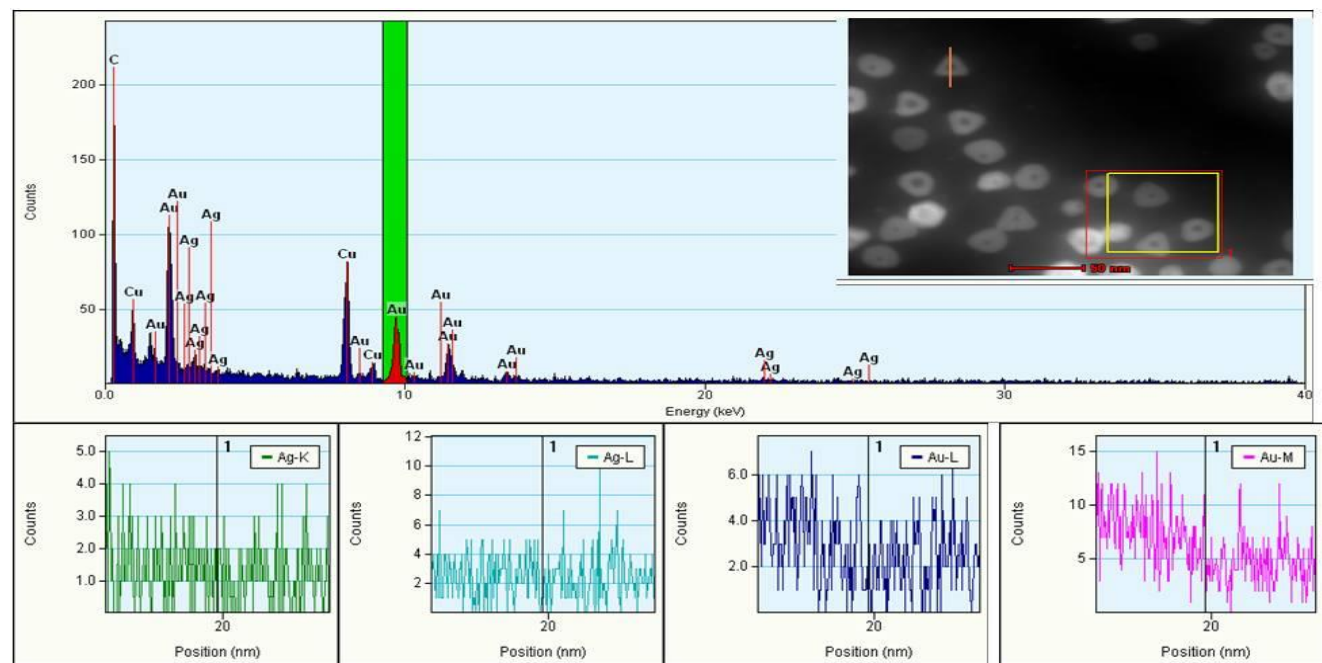 200
150
100
50
Counts
C
Cu
Au
Au
Au
Ag
Ag
Ag
Ag
Ag
Ag
Ag
Cu
Au
Cu
Au
Au
Au
Au
Au
Au
Au
Ag
Ag
Ag
Ag
0.0 10 20 30 40
Energy (keV)
50 nm
5.0
4.0
3.0
2.0
1.0
Counts
1
Ag-K
20
Position (nm)
12
10
8
6
4
2
Counts
1
Ag-L
20
Position (nm)
6.0
4.0
2.0
Counts
1
Au-L
20
Position (nm)
15
10
5
Counts
1
Au-M
20
Position (nm)